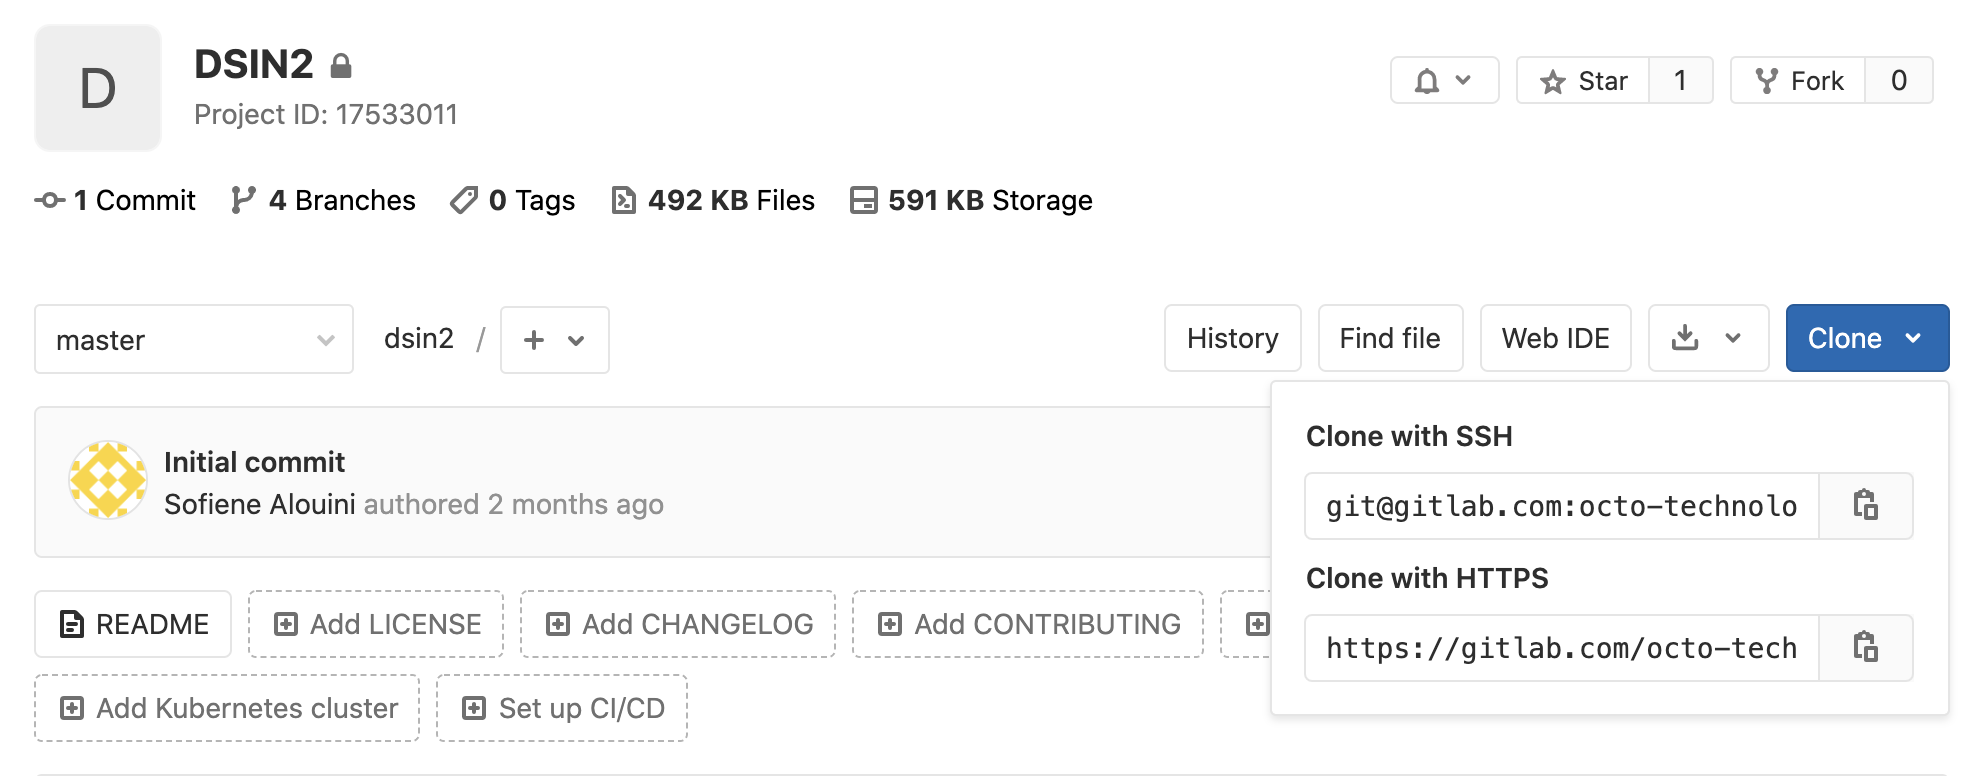 D
DSIN2
Project ID: 17533011
Star 1
Fork 0
1 Commit 4 Branches 0 Tags 492 KB Files 591 KB Storage
master
dsin2 /
History
Find file
Web IDE
Clone
Initial commit
Sofiene Alouini authored 2 months ago
Clone with SSH
git@gitlab.com:octo-technolo
Clone with HTTPS
https://gitlab.com/octo-tech
README
Add LICENSE
Add CHANGELOG
Add CONTRIBUTING
Add Kubernetes cluster
Set up CI/CD